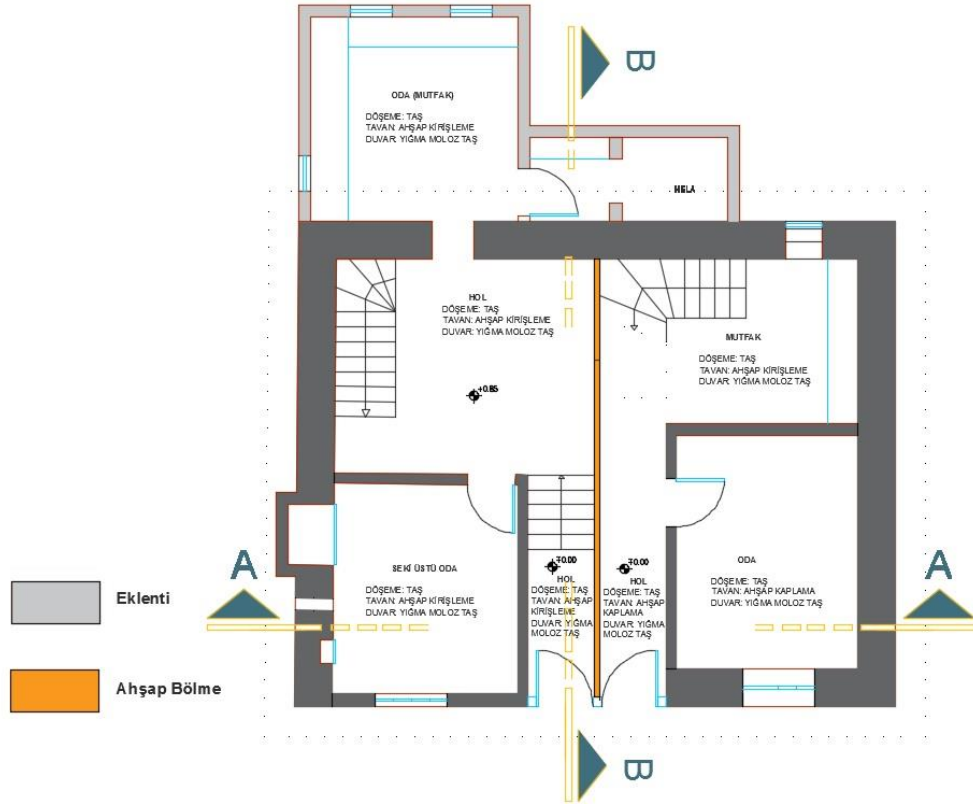 B
ODA (MUTFAK)
DÖŞEME: TAŞ
TAVAN: AHŞAP KİRİŞLEME
DUVAR: YIĞMA MOLOZ TAŞ
HELA
HOL
DÖŞEME: TAŞ
TAVAN: AHŞAP KİRİŞLEME
DUVAR: YIĞMA MOLOZ TAŞ
MUTFAK
DÖŞEME: TAŞ
TAVAN: AHŞAP KİRİŞLEME
DUVAR: YIĞMA MOLOZ TAŞ
+0.85
A
SEKİ ÜSTÜ ODA
DÖŞEME: TAŞ
TAVAN: AHŞAP KİRİŞLEME
DUVAR: YIĞMA MOLOZ TAŞ
∓0.00
HOL
DÖŞEME: TAŞ
TAVAN: AHŞAP
KİRİŞLEME
DUVAR: YIĞMA
MOLOZ TAŞ
∓0.00
HOL
DÖŞEME: TAŞ
TAVAN: AHŞAP
KAPLAMA
DUVAR: YIĞMA
MOLOZ TAŞ
ODA
DÖŞEME: TAŞ
TAVAN: AHŞAP KAPLAMA
DUVAR: YIĞMA MOLOZ TAŞ
A
Eklenti
Ahşap Bölme
B